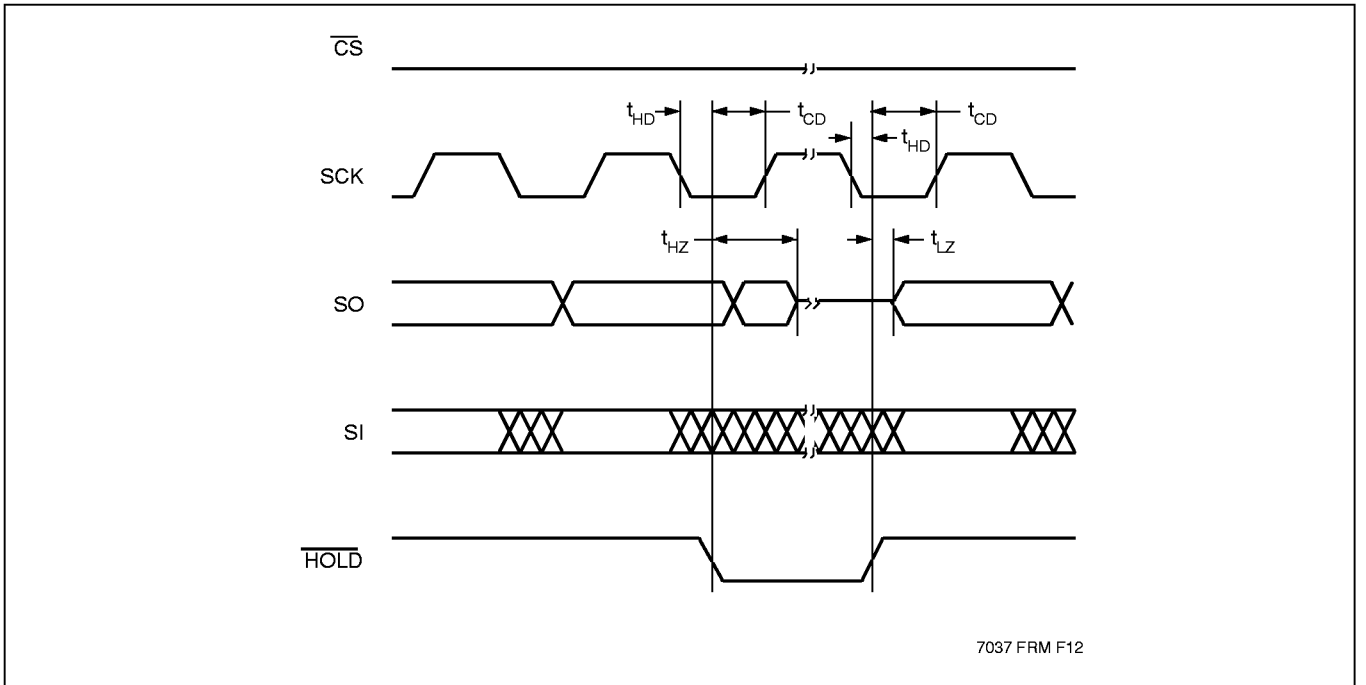 CS
tHD
tCD
tCD
tHD
SCK
tHZ
tLZ
SO
SI
HOLD
7037 FRM F12